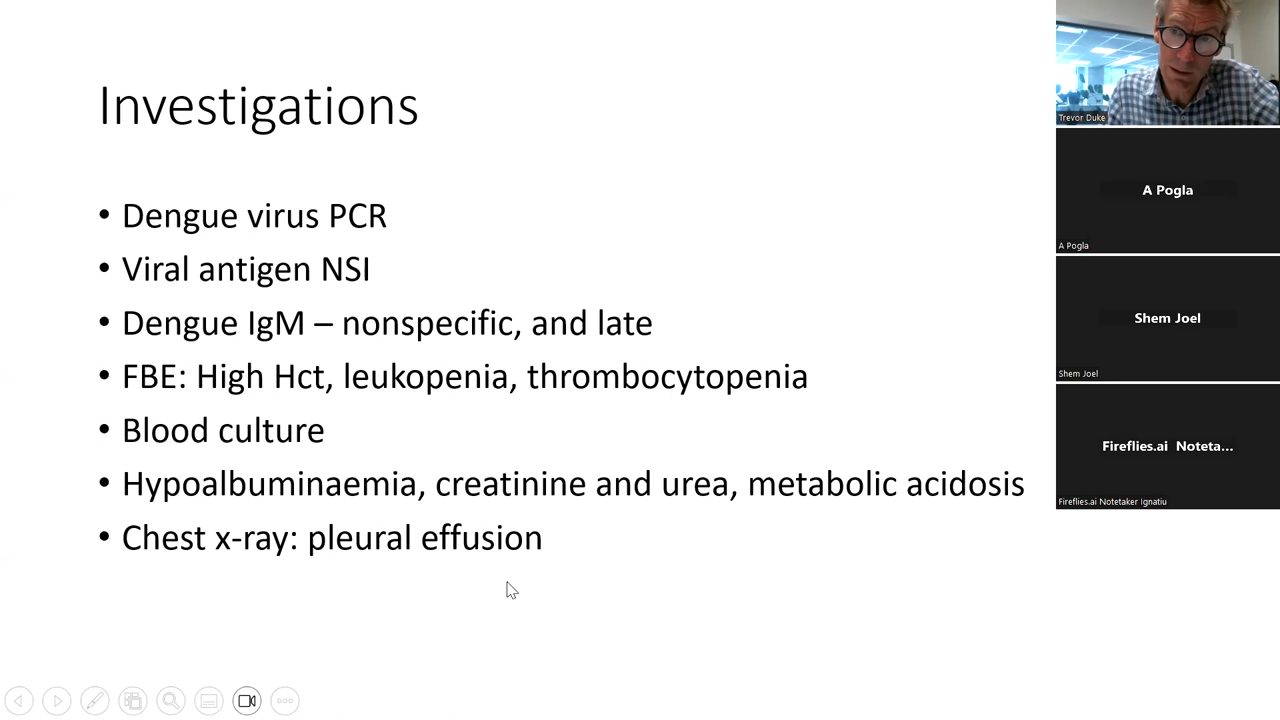 Investigations
• Dengue virus PCR
• Viral antigen NSI
• Dengue IgM – nonspecific, and late
• FBE: High Hct, leukopenia, thrombocytopenia
• Blood culture
• Hypoalbuminaemia, creatinine and urea, metabolic acidosis
• Chest x-ray: pleural effusion
Trevor Duke
A Pogla
A Pogla
Shem Joel
Shem Joel
Fireflies.ai Noteta...
Fireflies.ai Notetaker Ignatiu